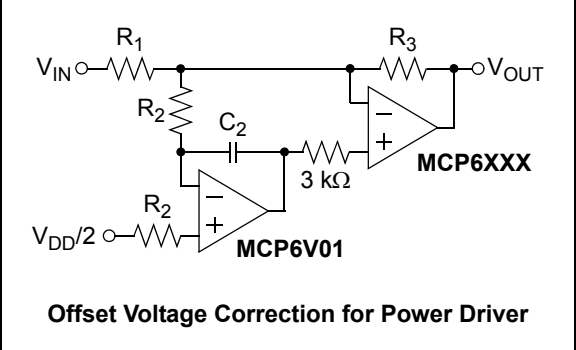 R1
R3
VIN
VOUT
R2
C2
3 kΩ
MCP6XXX
R2
VDD/2
MCP6V01
Offset Voltage Correction for Power Driver